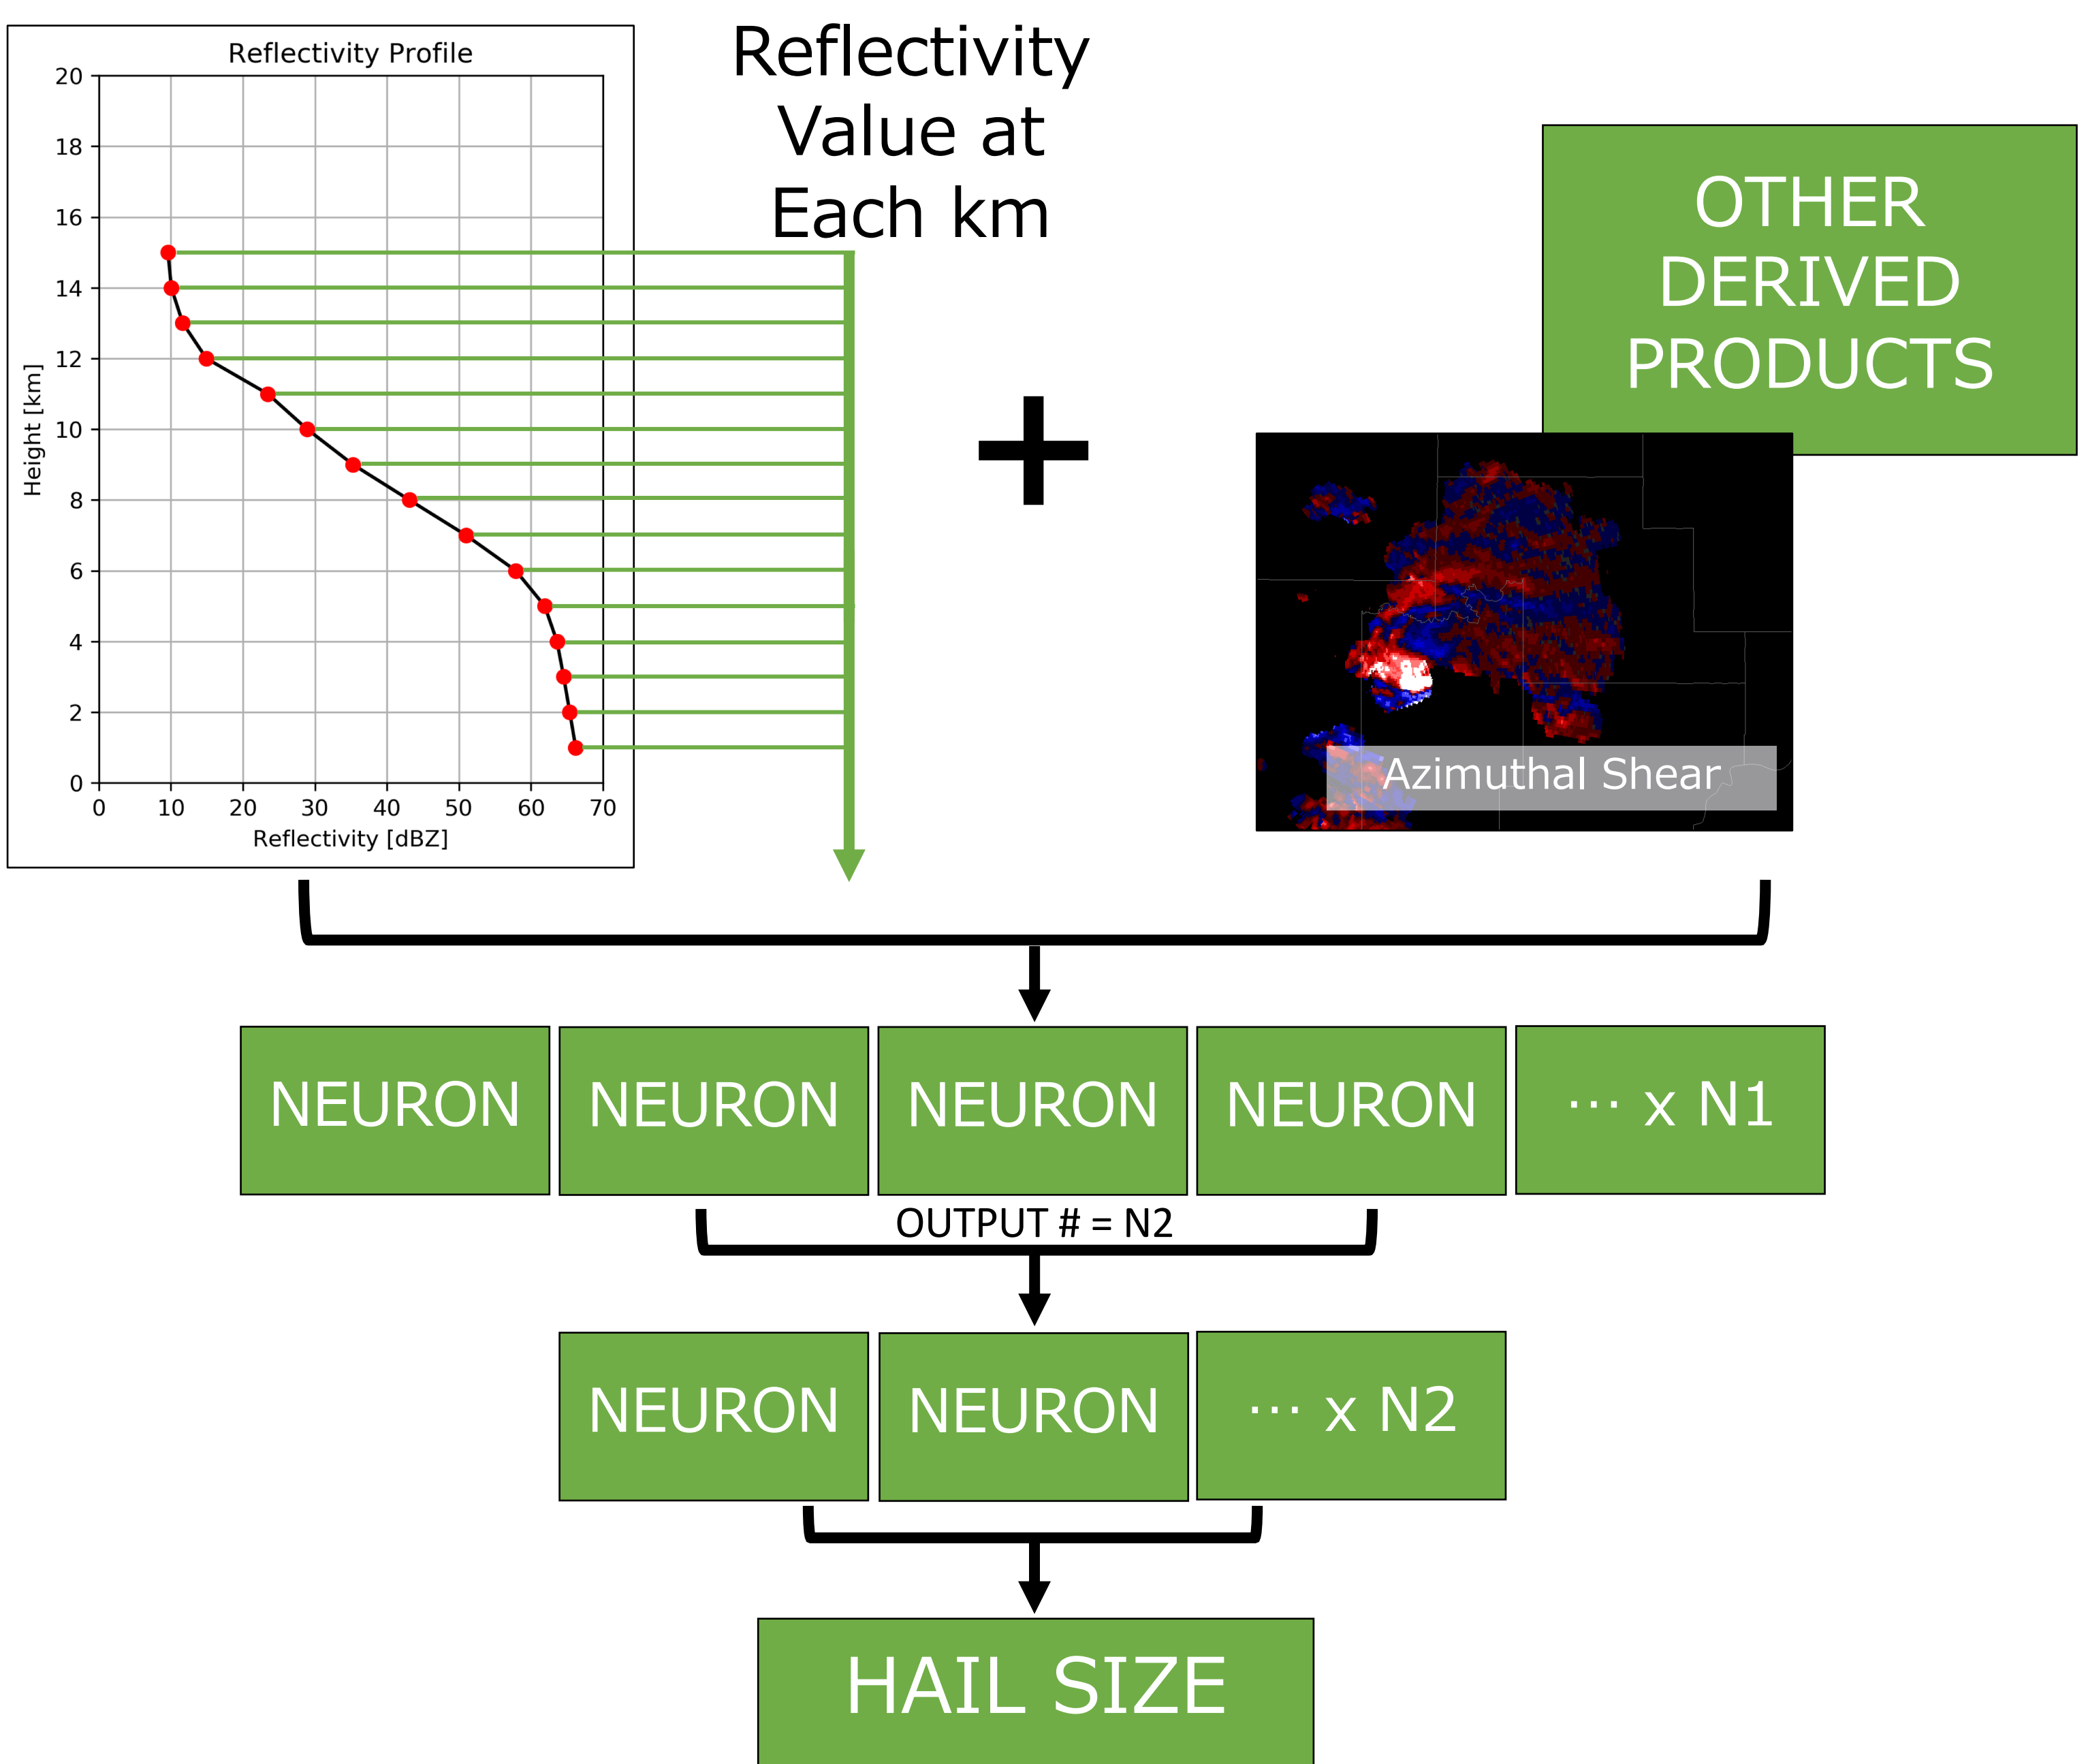 Reflectivity Profile
20
18
16
14
12
10
8
6
4
2
0
Height [km]
0 10 20 30 40 50 60 70
Reflectivity [dBZ]
Reflectivity
Value at
Each km
+
OTHER
DERIVED
PRODUCTS
Azimuthal Shear
NEURON NEURON NEURON NEURON ... x N1
OUTPUT # = N2
NEURON NEURON ... x N2
HAIL SIZE